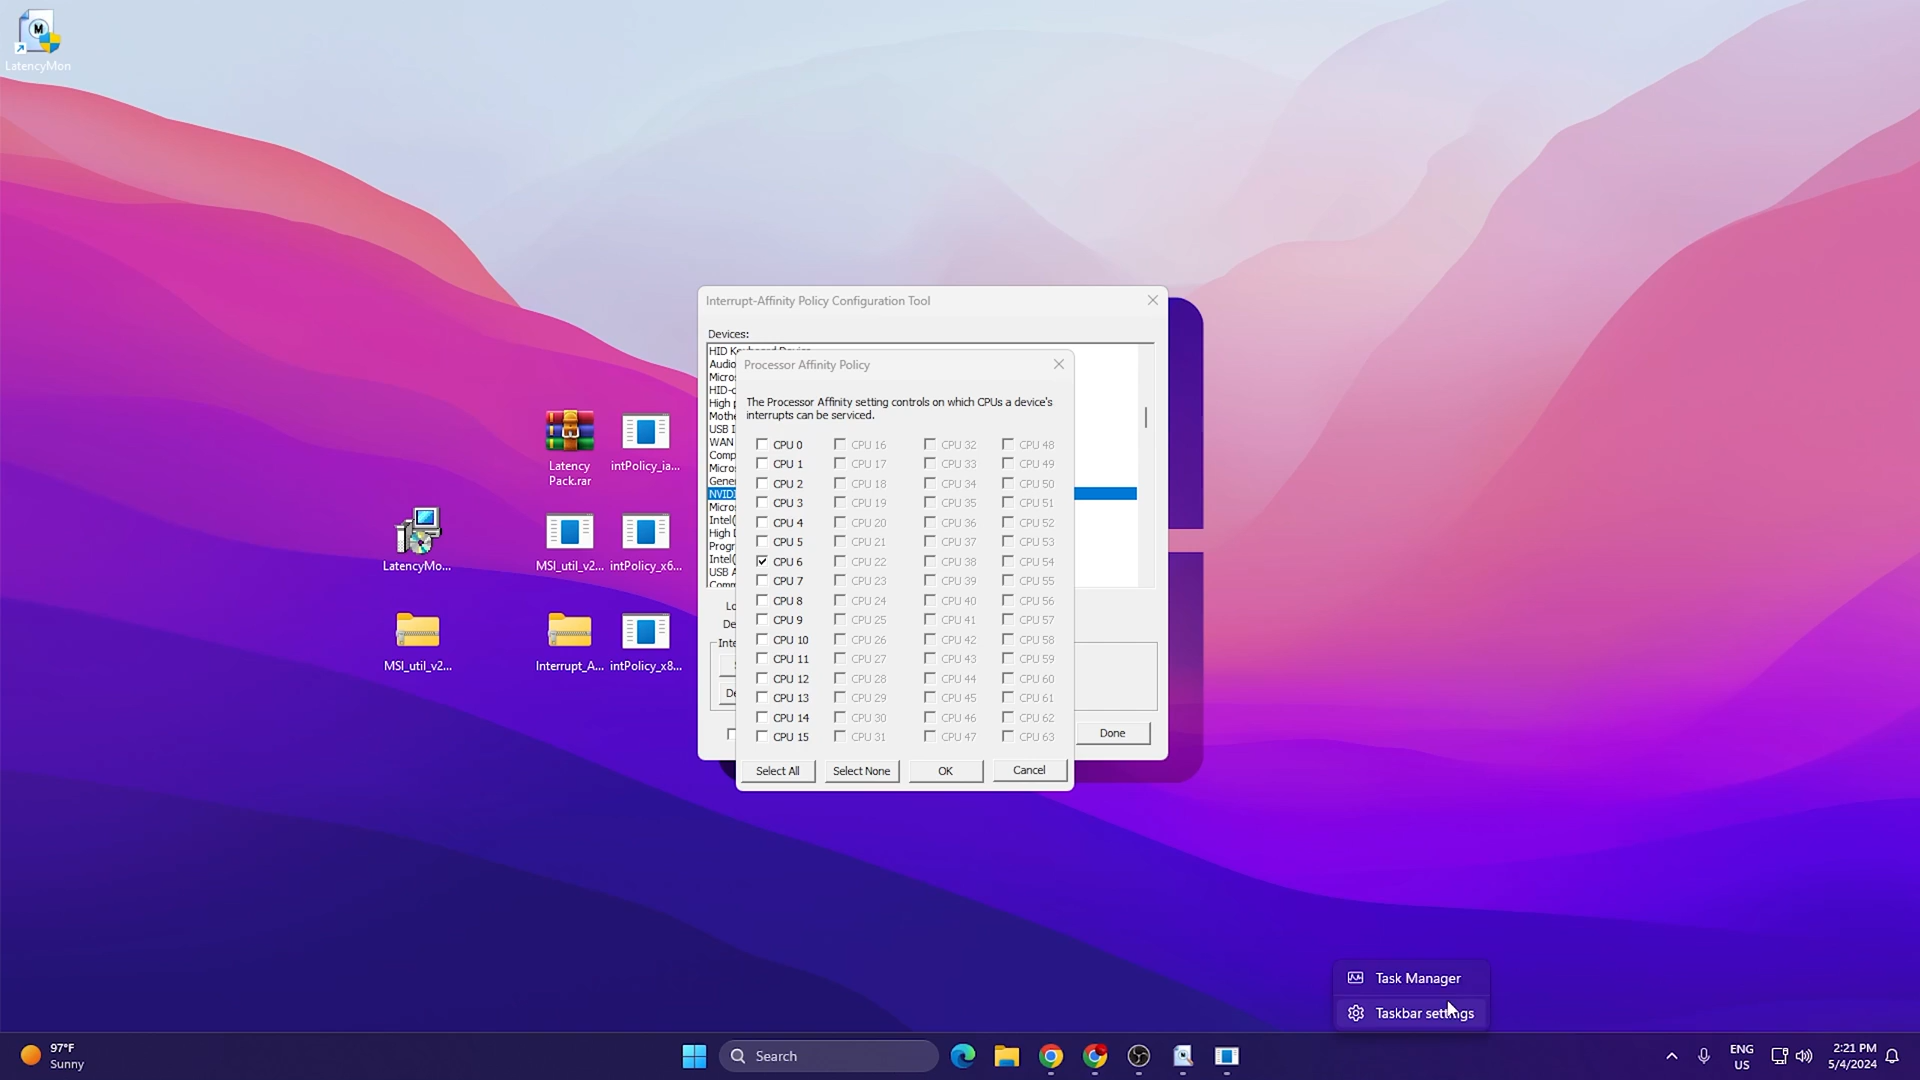 LatencyMon
Latency
Pack.rar
intPolicy_ia...
LatencyMo...
MSI_util_v2...
intPolicy_x6...
MSI_util_v2...
Interrupt_A...
intPolicy_x8...
Interrupt-Affinity Policy Configuration Tool
Devices:
HID Keyboard Device
Audio
Micros
HID-c
High p
Mothe
USB I
WAN
Comp
Micros
Gener
NVIDI
Micros
Intel(
High D
Progr
Intel(
USB A
Comm
Lo
De
Inte
De
Done
Processor Affinity Policy
The Processor Affinity setting controls on which CPUs a device's
interrupts can be serviced.
CPU 0 CPU 16 CPU 32 CPU 48
CPU 1 CPU 17 CPU 33 CPU 49
CPU 2 CPU 18 CPU 34 CPU 50
CPU 3 CPU 19 CPU 35 CPU 51
CPU 4 CPU 20 CPU 36 CPU 52
CPU 5 CPU 21 CPU 37 CPU 53
CPU 6 CPU 22 CPU 38 CPU 54
CPU 7 CPU 23 CPU 39 CPU 55
CPU 8 CPU 24 CPU 40 CPU 56
CPU 9 CPU 25 CPU 41 CPU 57
CPU 10 CPU 26 CPU 42 CPU 58
CPU 11 CPU 27 CPU 43 CPU 59
CPU 12 CPU 28 CPU 44 CPU 60
CPU 13 CPU 29 CPU 45 CPU 61
CPU 14 CPU 30 CPU 46 CPU 62
CPU 15 CPU 31 CPU 47 CPU 63
Select All Select None OK Cancel
Task Manager
Taskbar settings
97°F
Sunny
Search
ENG
US
2:21 PM
5/4/2024